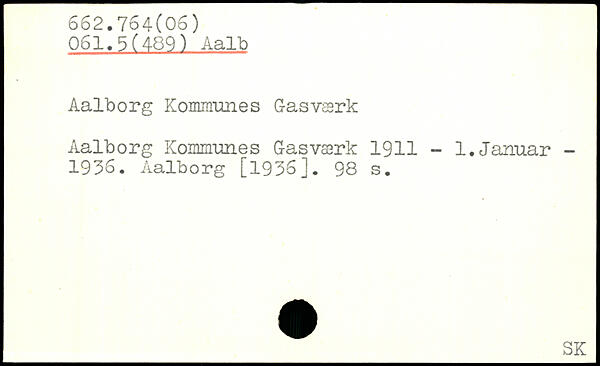 662.764(06)
061.5(489) Aalb
Aalborg Kommunes Gasværk
Aalborg Kommunes Gasværk 1911 - 1.Januar -
1936. Aalborg [1936]. 98 s.
SK